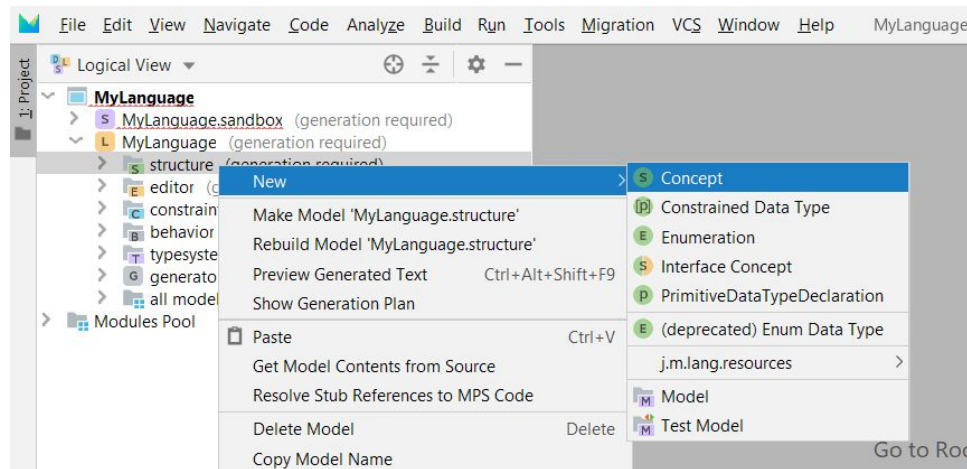 File Edit View Navigate Code Analyze Build Run Tools Migration VCS Window Help MyLanguage
1: Project
Logical View
MyLanguage
MyLanguage.sandbox (generation required)
MyLanguage (generation required)
structure (generation required)
editor
constrain
behavior
typesyste
generato
all model
Modules Pool
New
Make Model 'MyLanguage.structure'
Rebuild Model 'MyLanguage.structure'
Preview Generated Text Ctrl+Alt+Shift+F9
Show Generation Plan
Paste Ctrl+V
Get Model Contents from Source
Resolve Stub References to MPS Code
Delete Model Delete
Copy Model Name
Concept
Constrained Data Type
Enumeration
Interface Concept
PrimitiveDataTypeDeclaration
(deprecated) Enum Data Type
j.m.lang.resources
Model
Test Model
Go to Roo